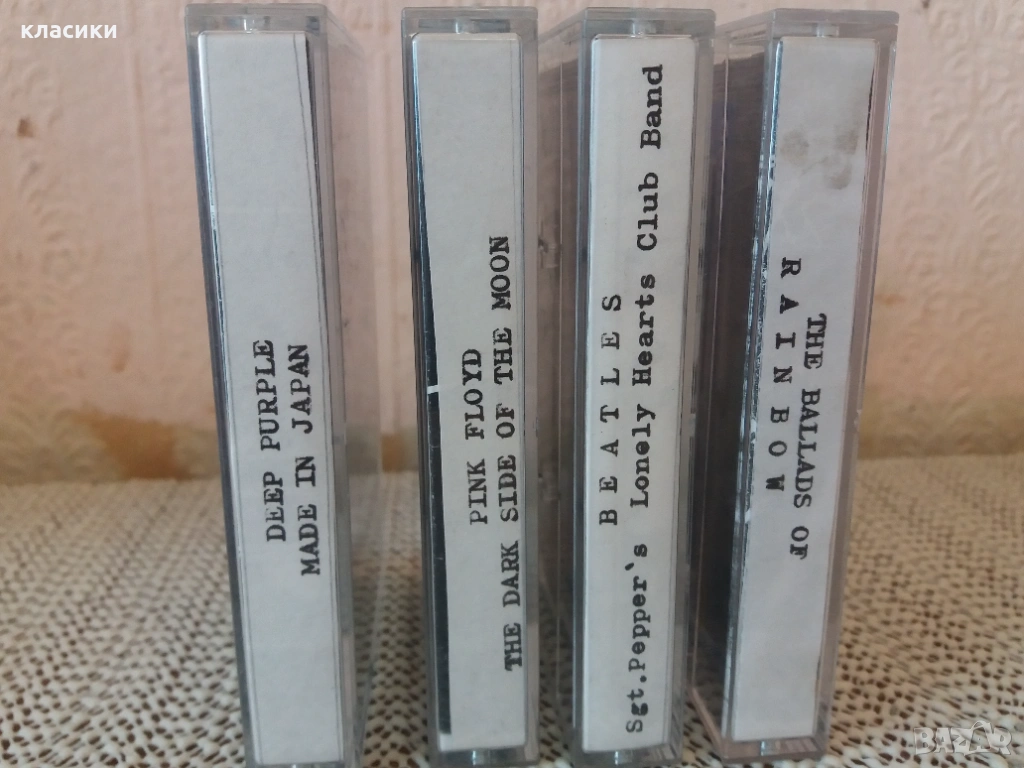 класики
DEEP PURPLE
MADE IN JAPAN
PINK FLOYD
THE DARK SIDE OF THE MOON
BEATLES
Sgt.Pepper`s Lonely Hearts Club Band
THE BALLADS OF
RAINBOW
BAZAR